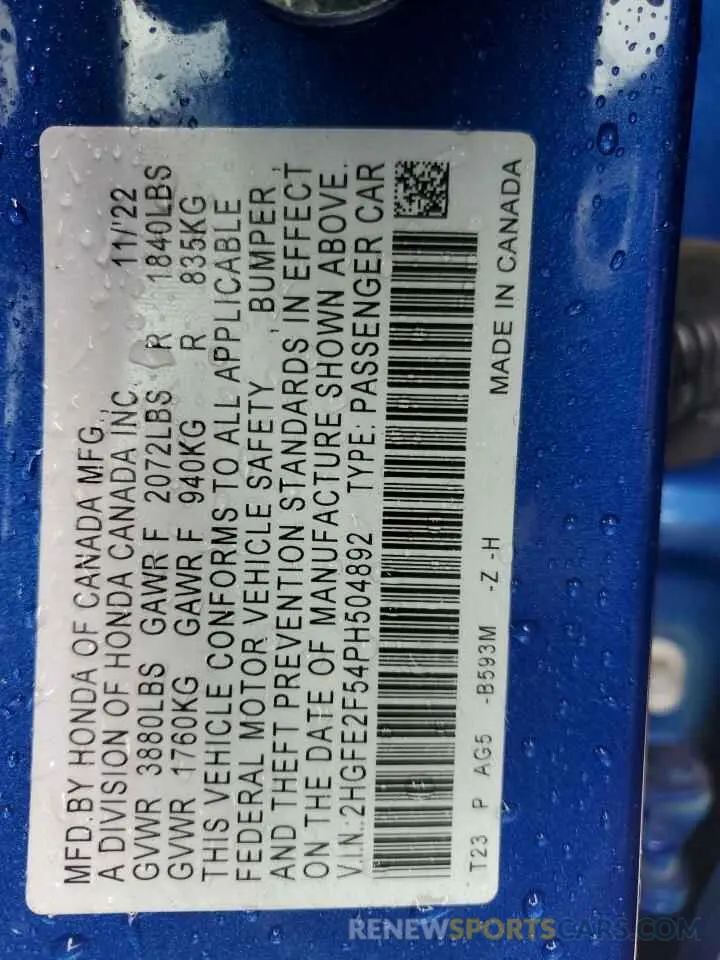 MFD.BY HONDA OF CANADA MFG., 11/'22
A DIVISION OF HONDA CANADA INC.
GVWR 3880LBS GAWR F 2072LBS R 1840LBS
GVWR 1760KG GAWR F 940KG R 835KG
THIS VEHICLE CONFORMS TO ALL APPLICABLE
FEDERAL MOTOR VEHICLE SAFETY , BUMPER ,
AND THEFT PREVENTION STANDARDS IN EFFECT
ON THE DATE OF MANUFACTURE SHOWN ABOVE.
V.I.N.:2HGFE2F54PH504892 TYPE: PASSENGER CAR
T23 P AG5 -B593M -Z -H MADE IN CANADA
RENEWSPORTSCARS.COM